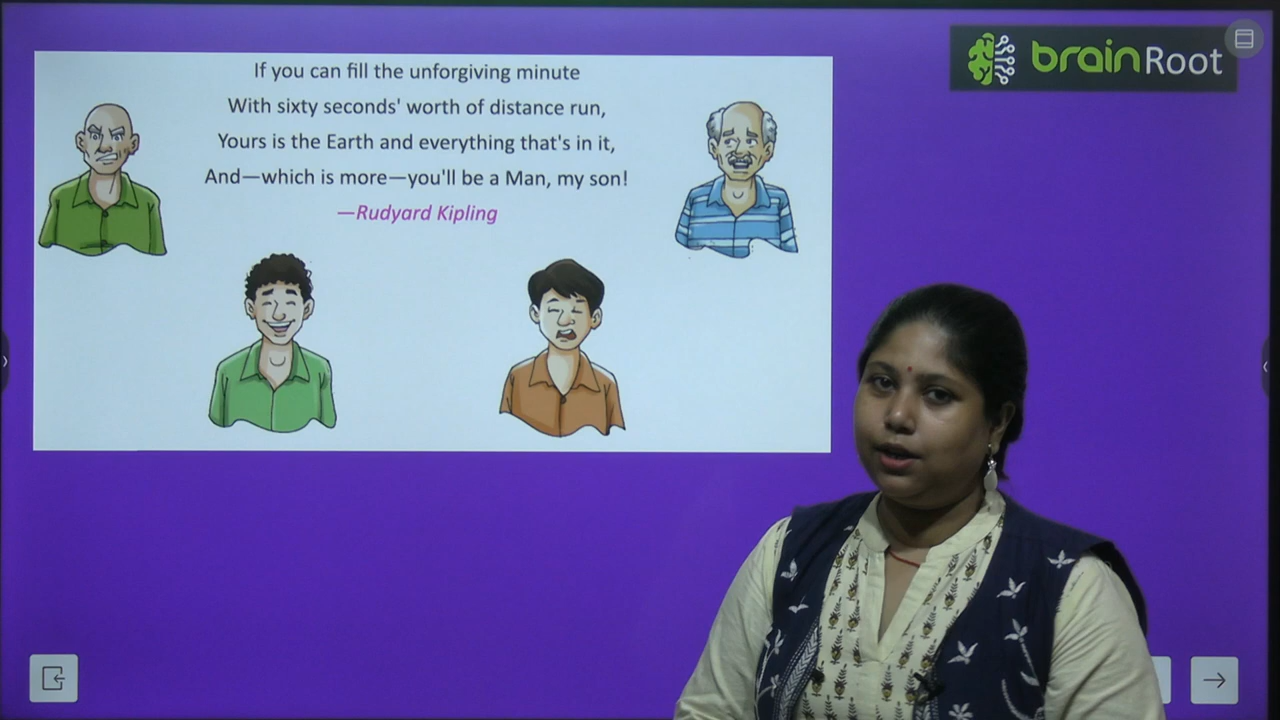 If you can fill the unforgiving minute
With sixty seconds' worth of distance run,
Yours is the Earth and everything that's in it,
And—which is more—you'll be a Man, my son!
—Rudyard Kipling
brainRoot